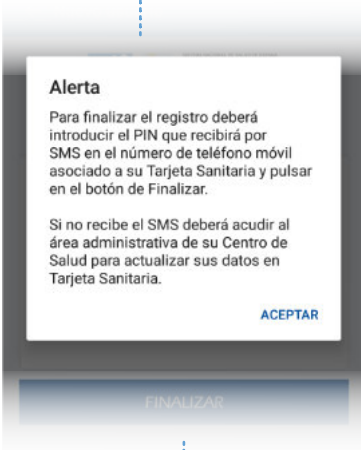 Alerta
Para finalizar el registro deberá
introducir el PIN que recibirá por
SMS en el número de teléfono móvil
asociado a su Tarjeta Sanitaria y pulsar
en el botón de Finalizar.
Si no recibe el SMS deberá acudir al
área administrativa de su Centro de
Salud para actualizar sus datos en
Tarjeta Sanitaria.
ACEPTAR
FINALIZAR